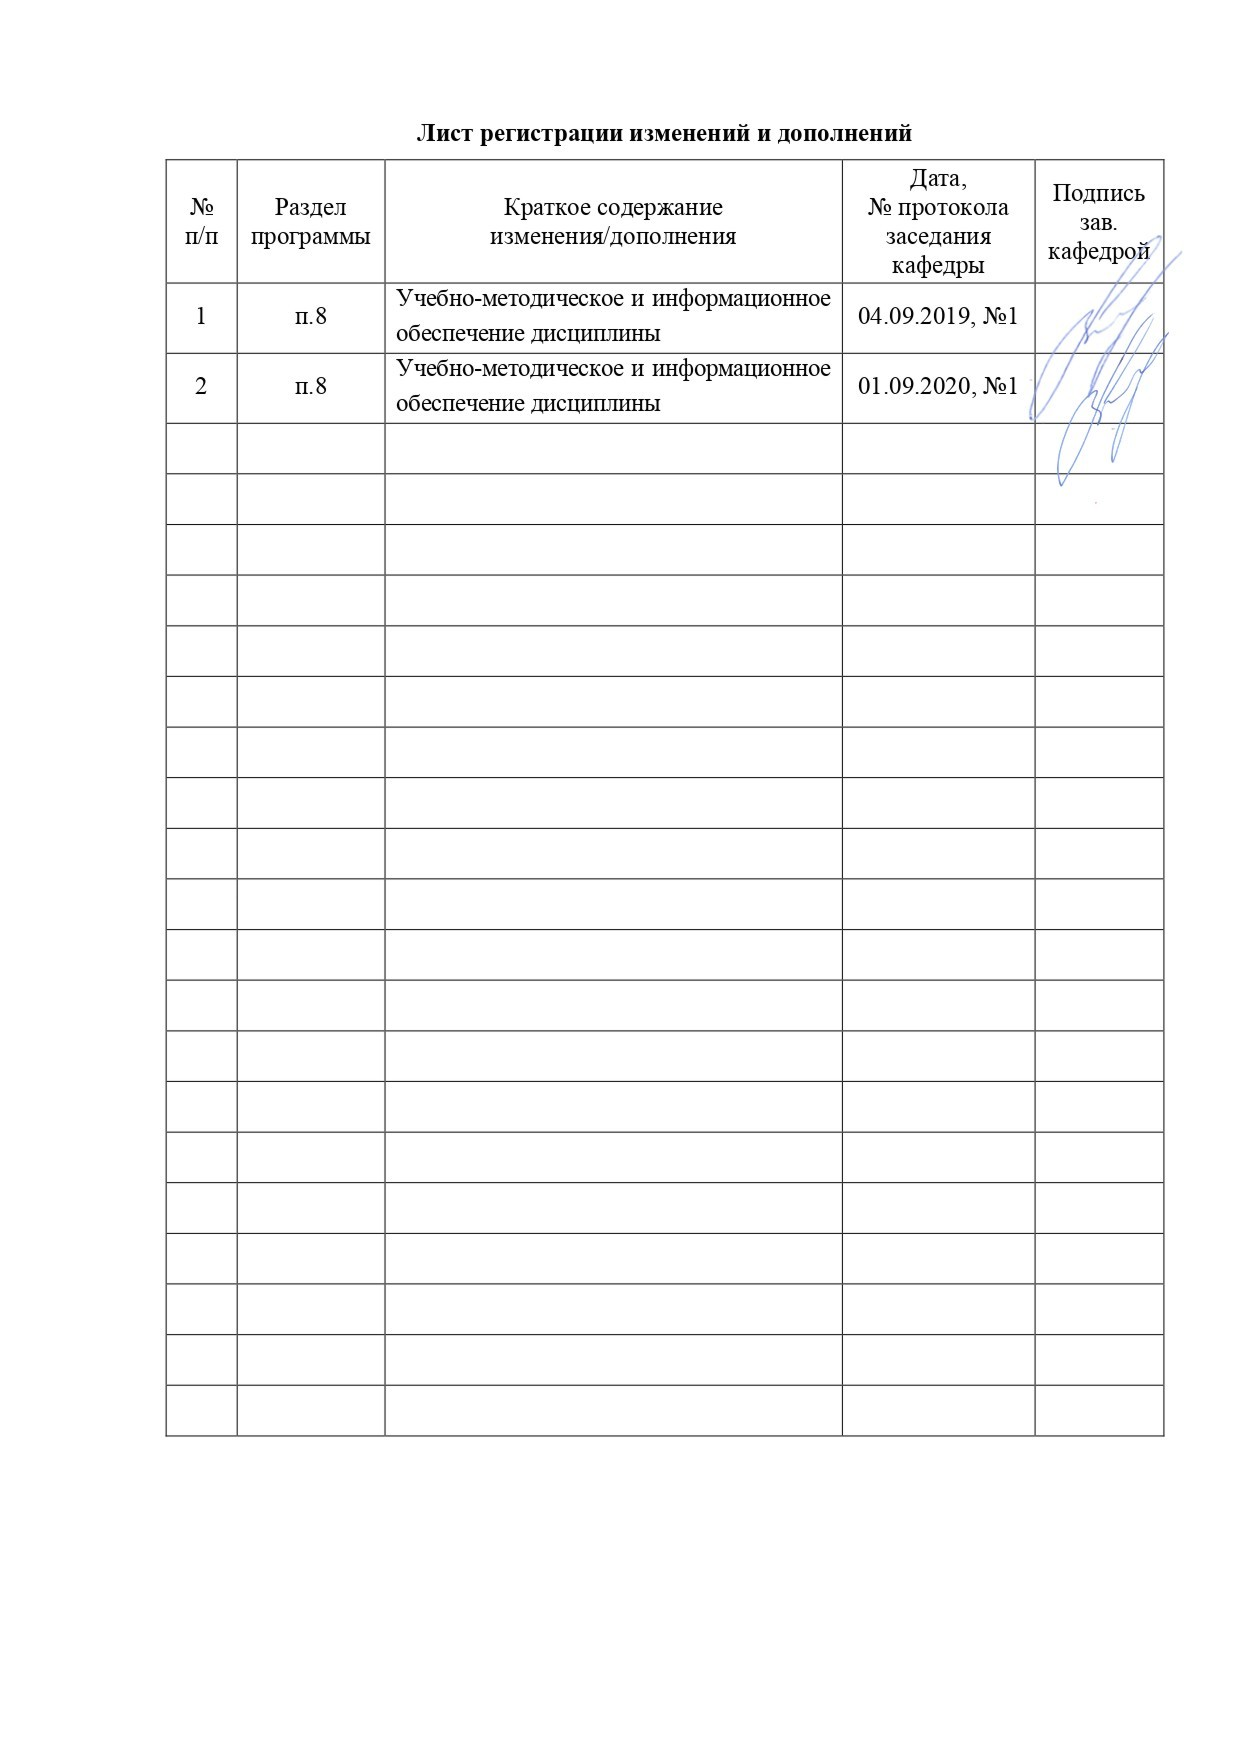 Лист регистрации изменений и дополнений
№
п/п
Раздел
программы
Краткое содержание
изменения/дополнения
Дата,
№ протокола
заседания
кафедры
Подпись
зав.
кафедрой
1
п.8
Учебно-методическое и информационное
обеспечение дисциплины
04.09.2019, №1
2
п.8
Учебно-методическое и информационное
обеспечение дисциплины
01.09.2020, №1